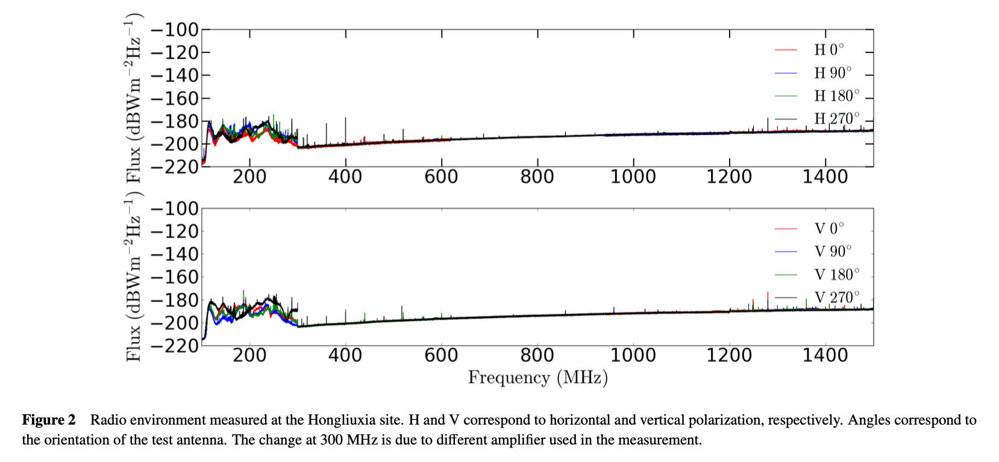 Flux (dBWm−2Hz−1)
−100
−120
−140
−160
−180
−200
−220
H 0°
H 90°
H 180°
H 270°
200 400 600 800 1000 1200 1400
Flux (dBWm−2Hz−1)
−100
−120
−140
−160
−180
−200
−220
V 0°
V 90°
V 180°
V 270°
200 400 600 800 1000 1200 1400
Frequency (MHz)
Figure 2 Radio environment measured at the Hongliuxia site. H and V correspond to horizontal and vertical polarization, respectively. Angles correspond to
the orientation of the test antenna. The change at 300 MHz is due to different amplifier used in the measurement.